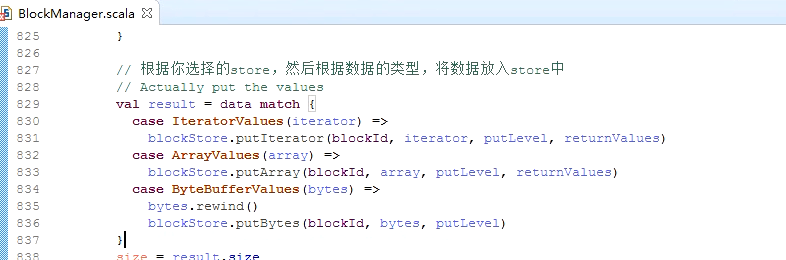 BlockManager.scala
825 }
826
827 // 根据你选择的store，然后根据数据的类型，将数据放入store中
828 // Actually put the values
829 val result = data match {
830 case IteratorValues(iterator) =>
831 blockStore.putIterator(blockId, iterator, putLevel, returnValues)
832 case ArrayValues(array) =>
833 blockStore.putArray(blockId, array, putLevel, returnValues)
834 case ByteBufferValues(bytes) =>
835 bytes.rewind()
836 blockStore.putBytes(blockId, bytes, putLevel)
837 }
838 size = result.size